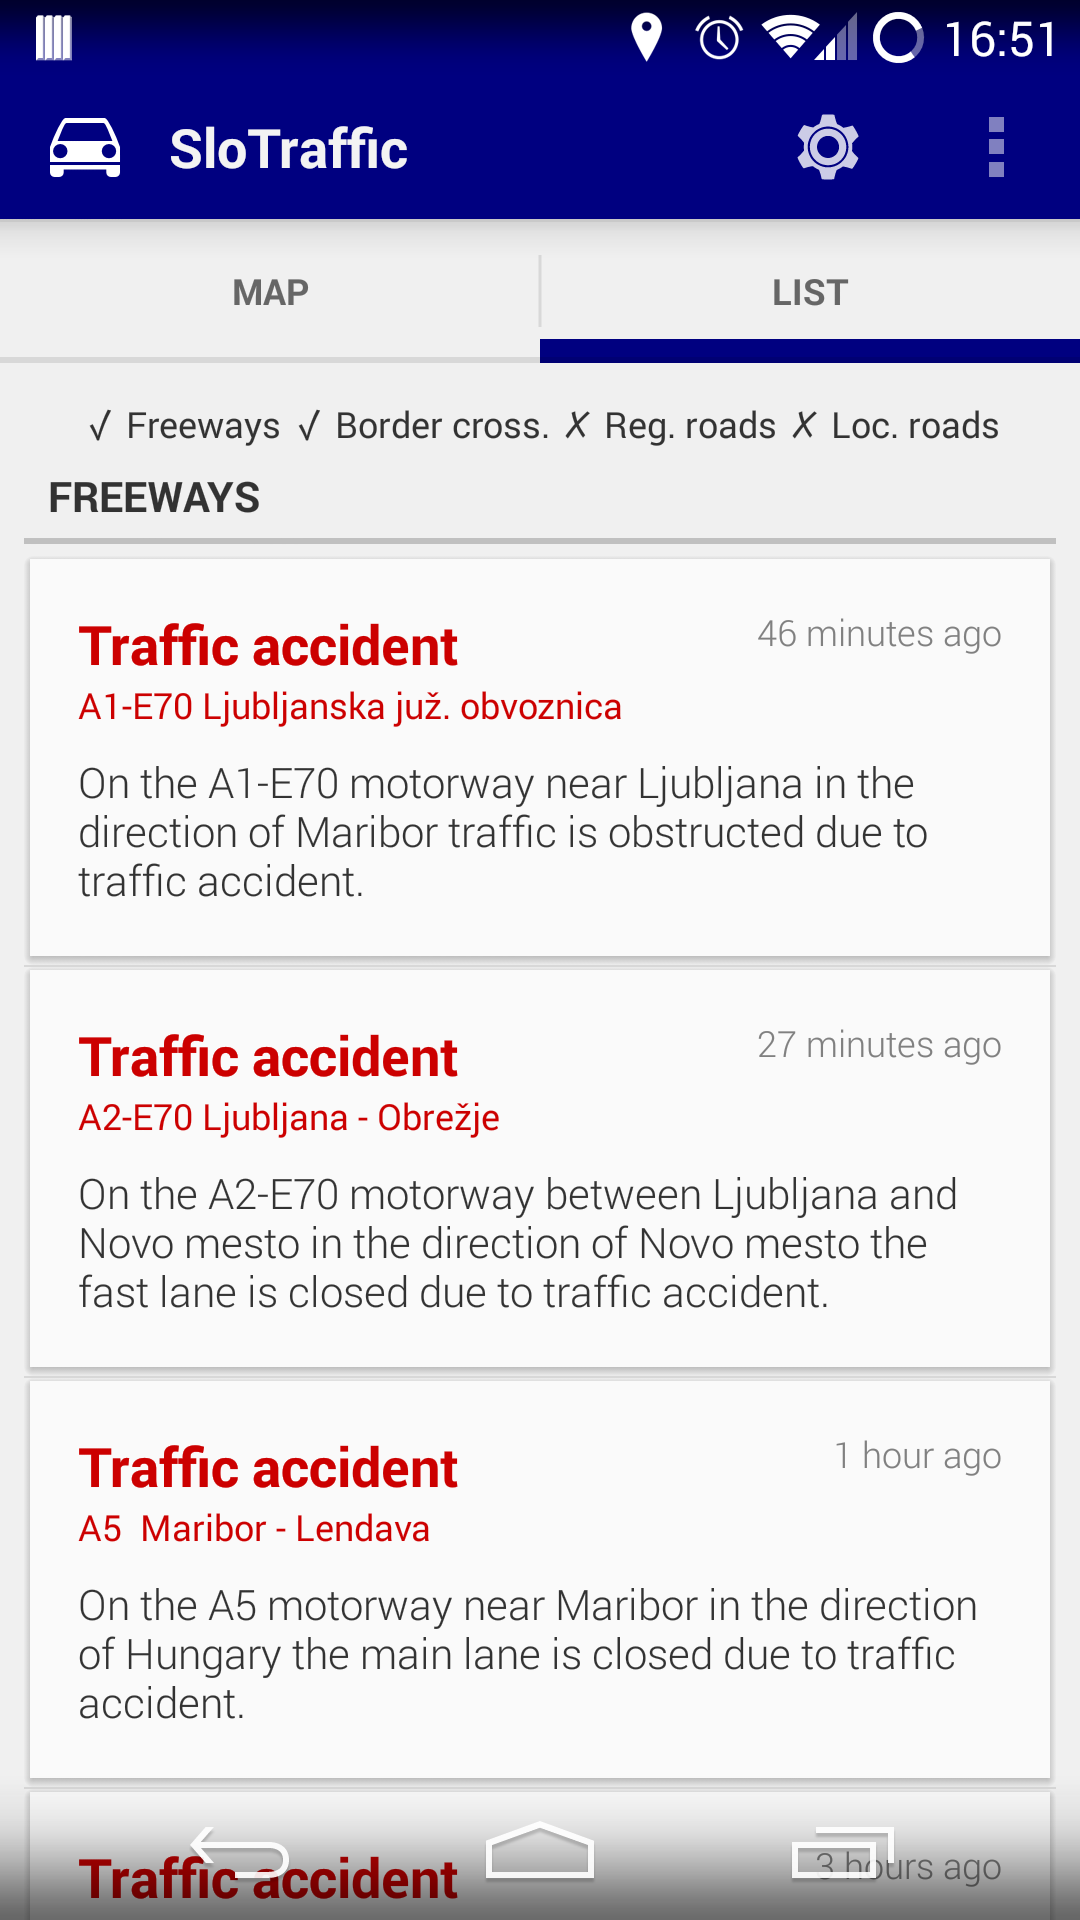 16:51
SloTraffic
MAP
LIST
√ Freeways √ Border cross. ✗ Reg. roads ✗ Loc. roads
FREEWAYS
Traffic accident
46 minutes ago
A1-E70 Ljubljanska juž. obvoznica
On the A1-E70 motorway near Ljubljana in the
direction of Maribor traffic is obstructed due to
traffic accident.
Traffic accident
27 minutes ago
A2-E70 Ljubljana - Obrežje
On the A2-E70 motorway between Ljubljana and
Novo mesto in the direction of Novo mesto the
fast lane is closed due to traffic accident.
Traffic accident
1 hour ago
A5  Maribor - Lendava
On the A5 motorway near Maribor in the direction
of Hungary the main lane is closed due to traffic
accident.
Traffic accident
3 hours ago